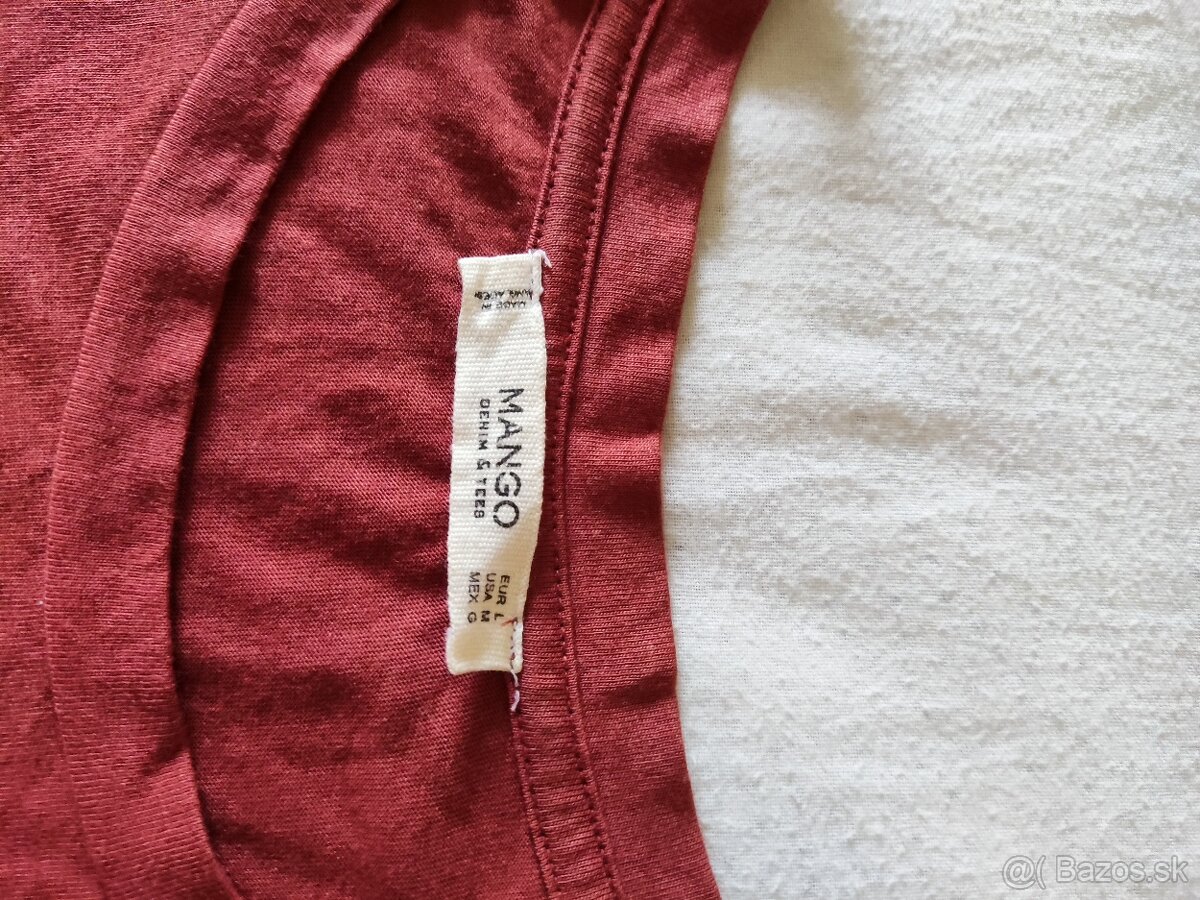 MANGO
DENIM & TEES
EUR L
USA M
MEX G
@( Bazos.sk